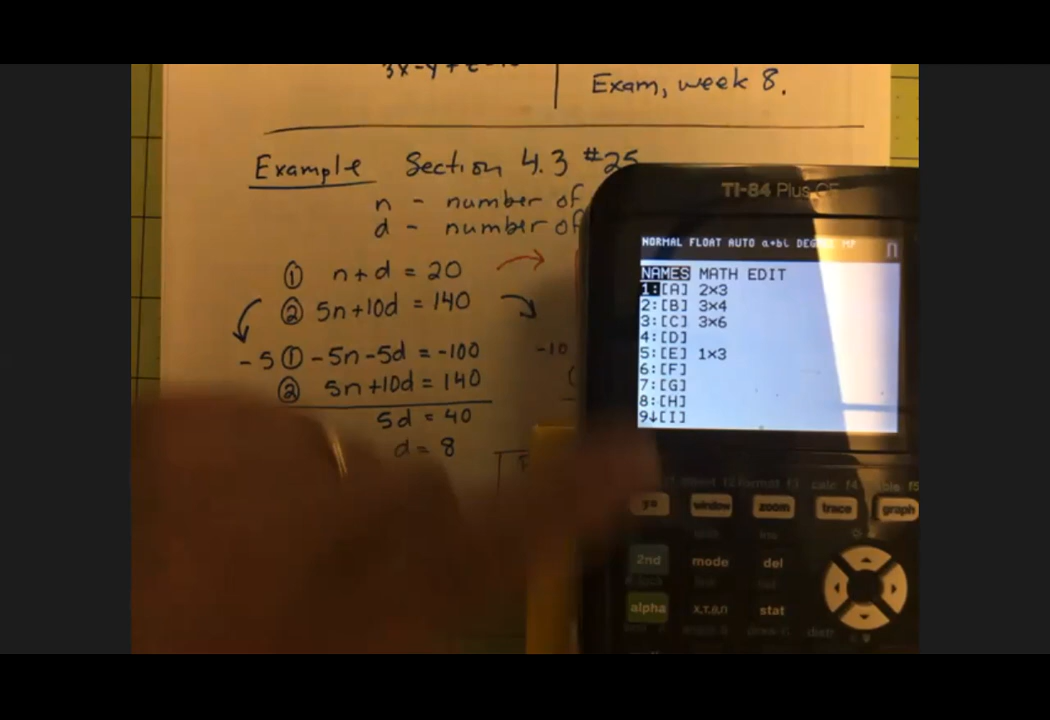 Exam, week 8.
Example Section 4.3 #25
n - number of
d - number of
① n+d = 20
② 5n+10d = 140
-5① -5n-5d = -100
② 5n+10d = 140
5d = 40
d = 8
-10
TI-84 Plus CE
NORMAL FLOAT AUTO a+bi DEGREE MP
NAMES MATH EDIT
1:[A] 2×3
2:[B] 3×4
3:[C] 3×6
4:[D]
5:[E] 1×3
6:[F]
7:[G]
8:[H]
9↓[I]
y= window zoom trace graph
2nd mode del
alpha X,T,θ,n stat